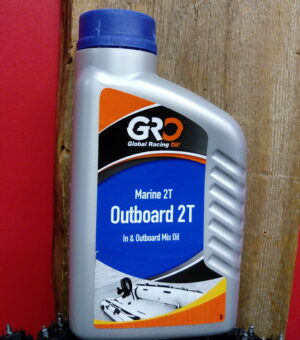 GRO
Global Racing Oil
Marine 2T
Outboard 2T
In & Outboard Mix Oil